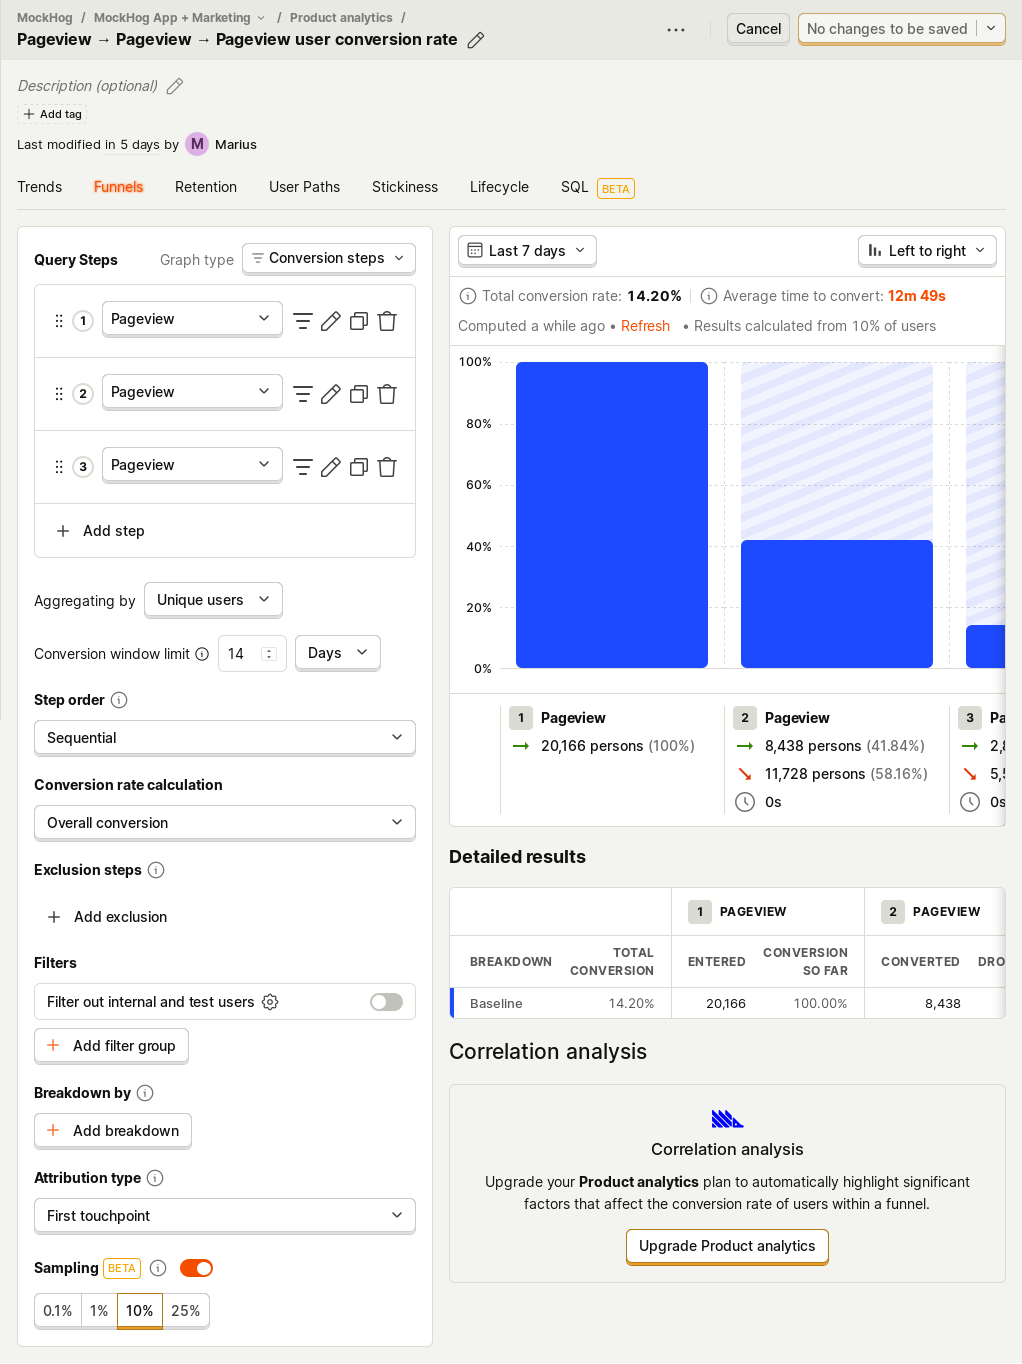 MockHog / MockHog App + Marketing / Product analytics /
Pageview → Pageview → Pageview user conversion rate
Cancel
No changes to be saved
Description (optional)
Add tag
Last modified in 5 days by M Marius
Trends Funnels Retention User Paths Stickiness Lifecycle SQL BETA
Query Steps
Graph type
Conversion steps
1 Pageview
2 Pageview
3 Pageview
Add step
Aggregating by Unique users
Conversion window limit 14 Days
Step order
Sequential
Conversion rate calculation
Overall conversion
Exclusion steps
Add exclusion
Filters
Filter out internal and test users
Add filter group
Breakdown by
Add breakdown
Attribution type
First touchpoint
Sampling BETA
0.1% 1% 10% 25%
Last 7 days
Left to right
Total conversion rate: 14.20% Average time to convert: 12m 49s
Computed a while ago • Refresh • Results calculated from 10% of users
100%
80%
60%
40%
20%
0%
1 Pageview
20,166 persons (100%)
2 Pageview
8,438 persons (41.84%)
11,728 persons (58.16%)
0s
3 Pa
2,8
5,5
0s
Detailed results
1 PAGEVIEW 2 PAGEVIEW
BREAKDOWN TOTAL CONVERSION ENTERED CONVERSION SO FAR CONVERTED DRO
Baseline 14.20% 20,166 100.00% 8,438
Correlation analysis
Correlation analysis
Upgrade your Product analytics plan to automatically highlight significant
factors that affect the conversion rate of users within a funnel.
Upgrade Product analytics